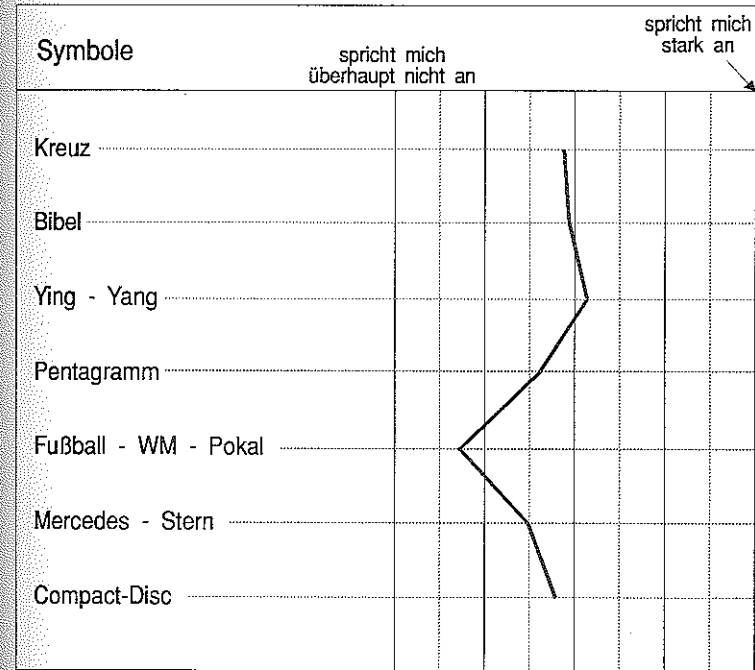 Symbole
spricht mich
überhaupt nicht an
spricht mich
stark an
Kreuz
Bibel
Ying - Yang
Pentagramm
Fußball - WM - Pokal
Mercedes - Stern
Compact-Disc